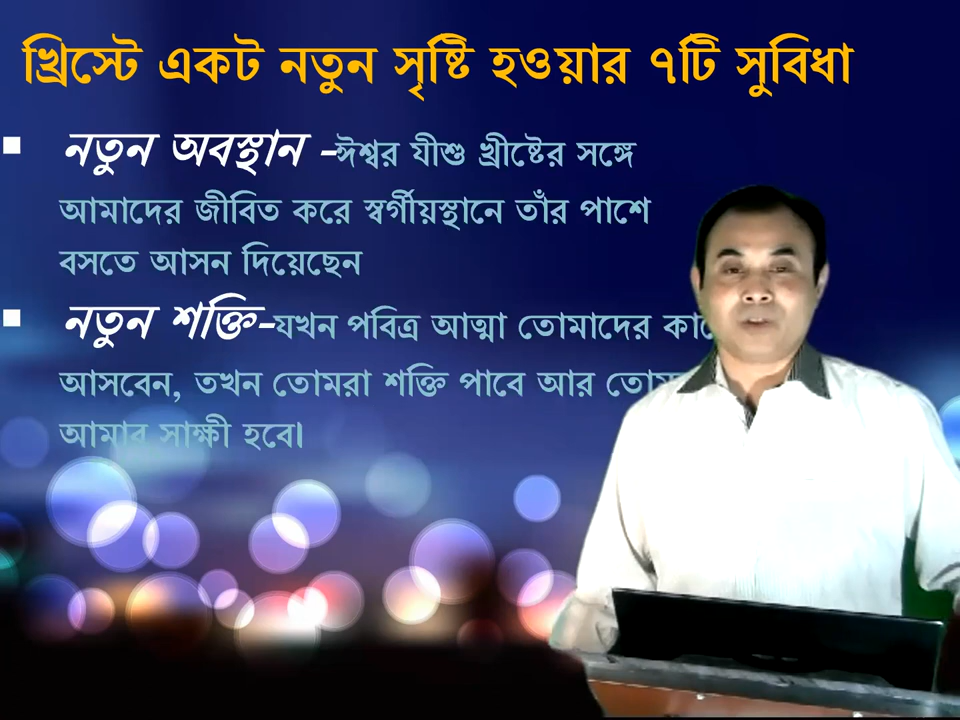 খ্রিস্টে একট নতুন সৃষ্টি হওয়ার ৭টি সুবিধা
▪ নতুন অবস্থান -ঈশ্বর যীশু খ্রীষ্টের সঙ্গে
আমাদের জীবিত করে স্বর্গীয়স্থানে তাঁর পাশে
বসতে আসন দিয়েছেন
▪ নতুন শক্তি-যখন পবিত্র আত্মা তোমাদের
আসবেন, তখন তোমরা শক্তি পাবে আর
আমার সাক্ষী হবে।